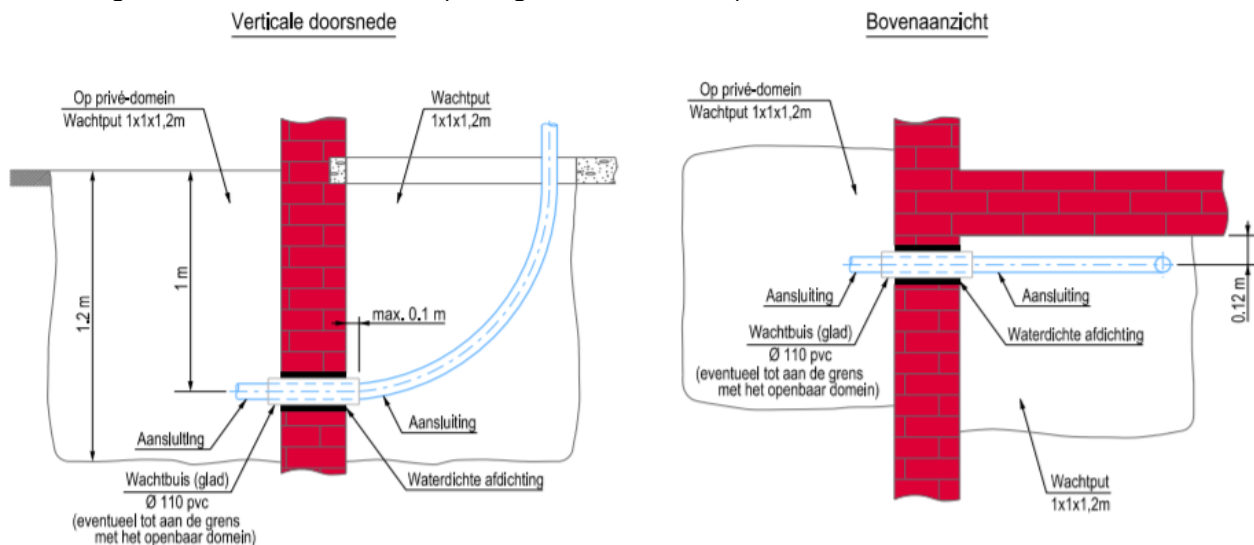 Verticale doorsnede
Op privé-domein
Wachtput 1x1x1,2m
Wachtput
1x1x1,2m
1.2 m
1 m
max. 0.1 m
Aansluiting
Aansluiting
Wachtbuis (glad)
Ø 110 pvc
(eventueel tot aan de grens
met het openbaar domein)
Waterdichte afdichting
Bovenaanzicht
Op privé-domein
Wachtput 1x1x1,2m
0.12 m
Aansluiting
Aansluiting
Wachtbuis (glad)
Ø 110 pvc
(eventueel tot aan de grens
met het openbaar domein)
Waterdichte afdichting
Wachtput
1x1x1,2m